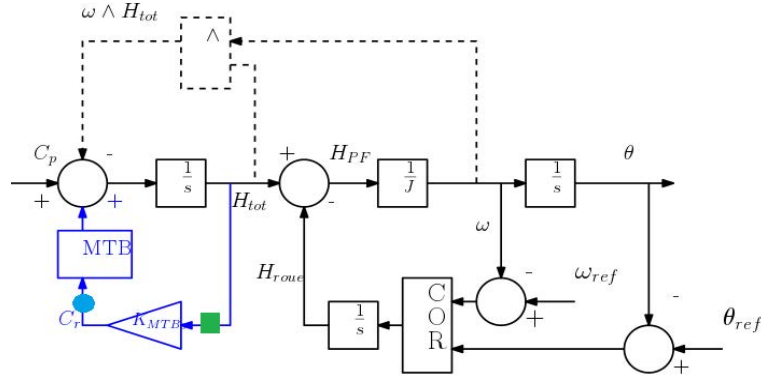 ω ∧ H_tot
∧
C_p
-
+
+
1/s
H_tot
+
-
H_PF
1/J
ω
1/s
θ
MTB
C_r
K_MTB
H_roue
1/s
C
O
R
-
ω_ref
+
-
θ_ref
+